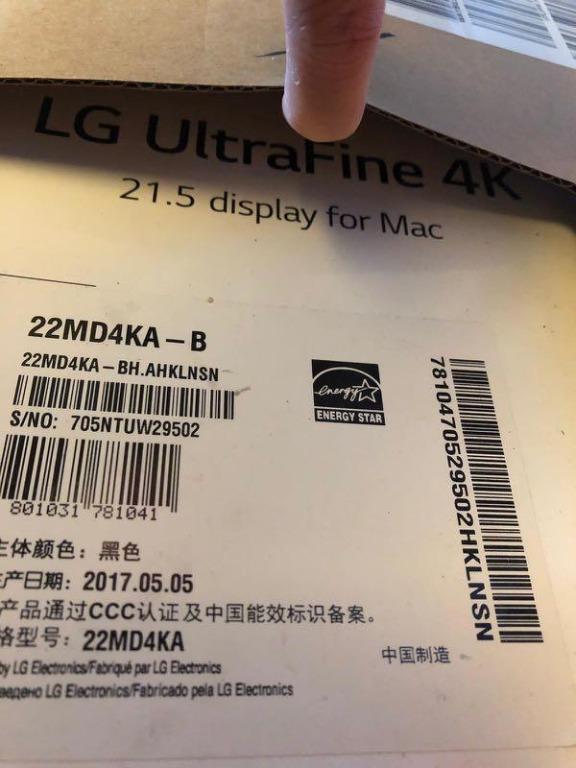 LG UltraFine 4K
21.5 display for Mac
22MD4KA-B
22MD4KA-BH.AHKLNSN
S/NO: 705NTUW29502
801031 781041
energy
ENERGY STAR
7810470529502HKLNSN
主体颜色：黑色
生产日期：2017.05.05
产品通过CCC认证及中国能效标识备案。
格型号：22MD4KA
中国制造
by LG Electronics/Fabriqué par LG Electronics
LG Electronics/Fabricado pela LG Electronics